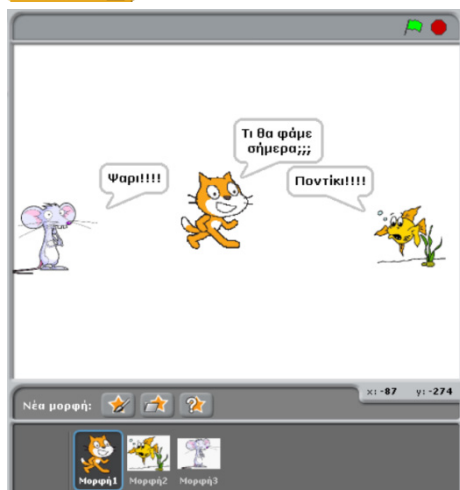 Τι θα φάμε
σήμερα;;;
Ψαρι!!!!
Ποντίκι!!!!
x: -87 y: -274
Νέα μορφή:
Μορφή1 Μορφή2 Μορφή3